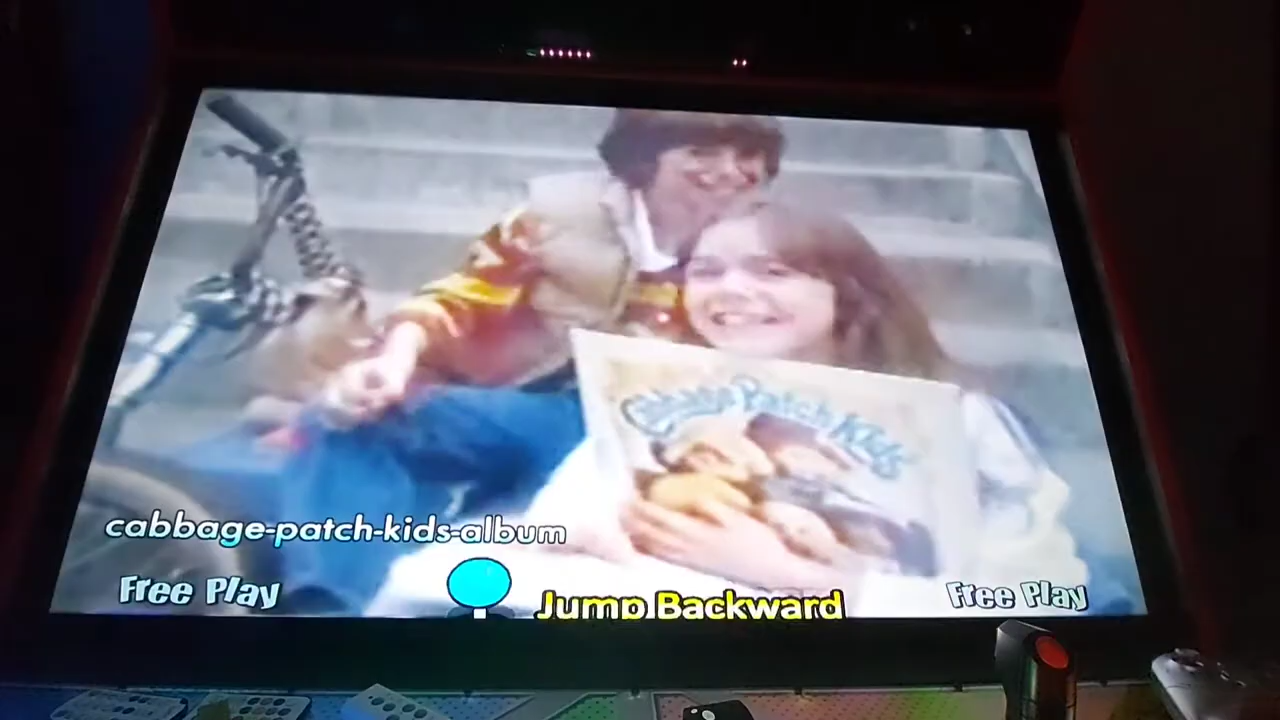 Cabbage Patch Kids
cabbage-patch-kids-album
Free Play
Jump Backward
Free Play